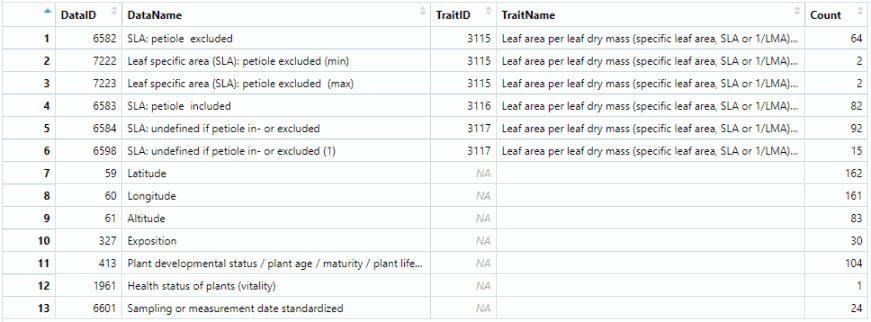 DataID DataName TraitID TraitName Count
1 6582 SLA: petiole excluded 3115 Leaf area per leaf dry mass (specific leaf area, SLA or 1/LMA)... 64
2 7222 Leaf specific area (SLA): petiole excluded (min) 3115 Leaf area per leaf dry mass (specific leaf area, SLA or 1/LMA)... 2
3 7223 Leaf specific area (SLA): petiole excluded (max) 3115 Leaf area per leaf dry mass (specific leaf area, SLA or 1/LMA)... 2
4 6583 SLA: petiole included 3116 Leaf area per leaf dry mass (specific leaf area, SLA or 1/LMA)... 82
5 6584 SLA: undefined if petiole in- or excluded 3117 Leaf area per leaf dry mass (specific leaf area, SLA or 1/LMA)... 92
6 6598 SLA: undefined if petiole in- or excluded (1) 3117 Leaf area per leaf dry mass (specific leaf area, SLA or 1/LMA)... 15
7 59 Latitude NA 162
8 60 Longitude NA 161
9 61 Altitude NA 83
10 327 Exposition NA 30
11 413 Plant developmental status / plant age / maturity / plant life... NA 104
12 1961 Health status of plants (vitality) NA 1
13 6601 Sampling or measurement date standardized NA 24